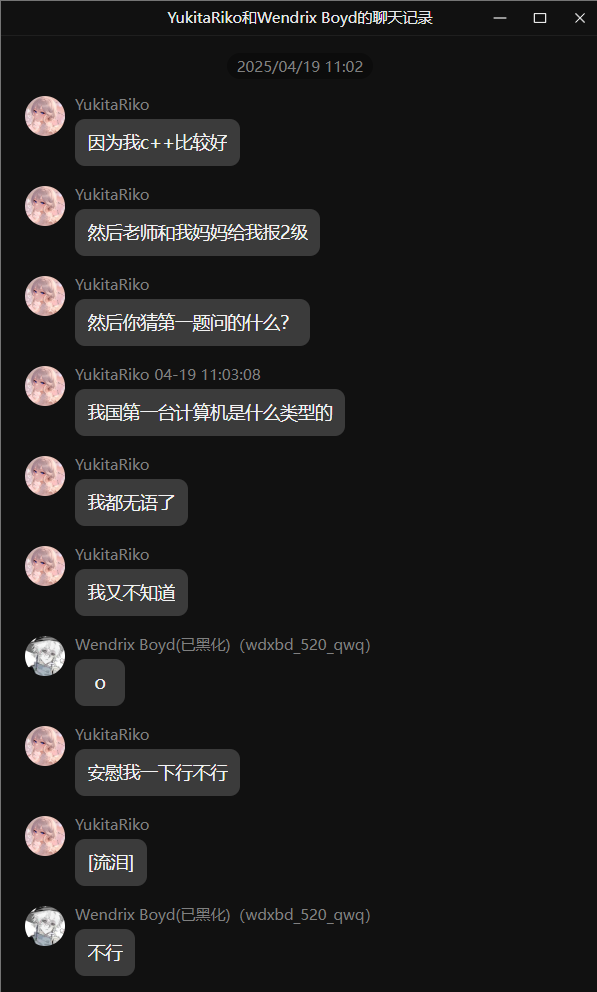 YukitaRiko和Wendrix Boyd的聊天记录
2025/04/19 11:02
YukitaRiko
因为我c++比较好
YukitaRiko
然后老师和我妈妈给我报2级
YukitaRiko
然后你猜第一题问的什么？
YukitaRiko 04-19 11:03:08
我国第一台计算机是什么类型的
YukitaRiko
我都无语了
YukitaRiko
我又不知道
Wendrix Boyd(已黑化)（wdxbd_520_qwq）
o
YukitaRiko
安慰我一下行不行
YukitaRiko
[流泪]
Wendrix Boyd(已黑化)（wdxbd_520_qwq）
不行